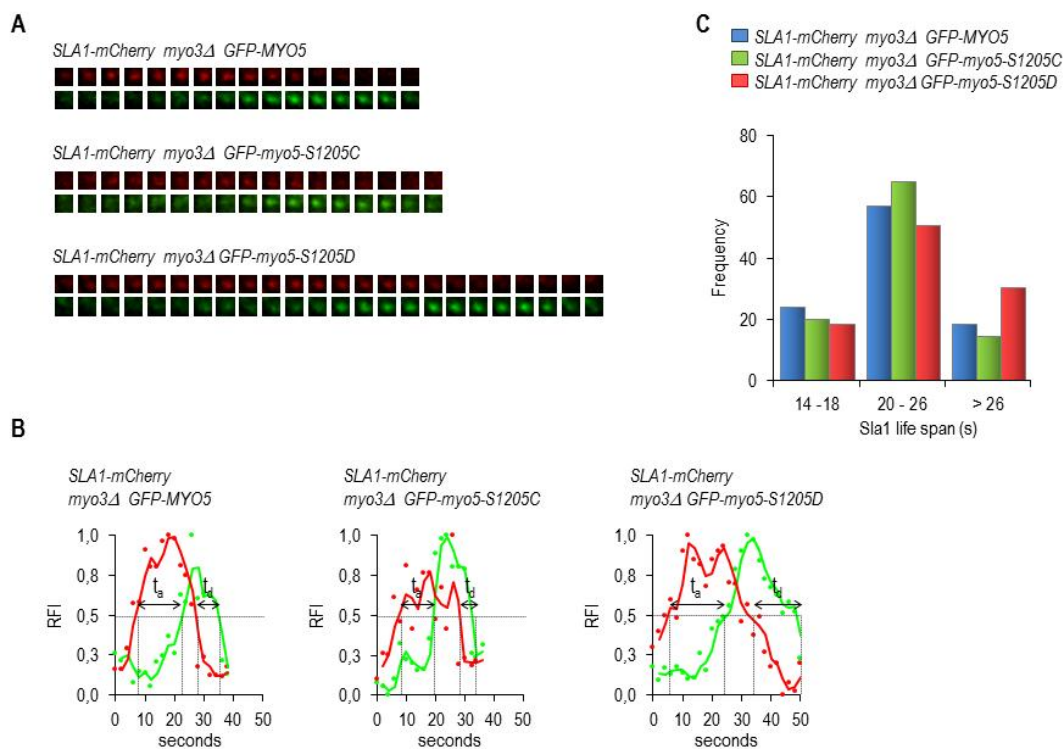 A
SLA1-mCherry myo3Δ GFP-MYO5
SLA1-mCherry myo3Δ GFP-myo5-S1205C
SLA1-mCherry myo3Δ GFP-myo5-S1205D
C
SLA1-mCherry myo3Δ GFP-MYO5
SLA1-mCherry myo3Δ GFP-myo5-S1205C
SLA1-mCherry myo3Δ GFP-myo5-S1205D
80
60
40
20
0
Frequency
14 -18 20 - 26 > 26
Sla1 life span (s)
B
SLA1-mCherry
myo3Δ GFP-MYO5
1,0
0,8
0,5
0,3
0,0
RFI
ta
td
0 10 20 30 40 50
seconds
SLA1-mCherry
myo3Δ GFP-myo5-S1205C
1,0
0,8
0,5
0,3
0,0
RFI
ta
td
0 10 20 30 40 50
seconds
SLA1-mCherry
myo3Δ GFP-myo5-S1205D
1,0
0,8
0,5
0,3
0,0
RFI
ta
td
0 10 20 30 40 50
seconds